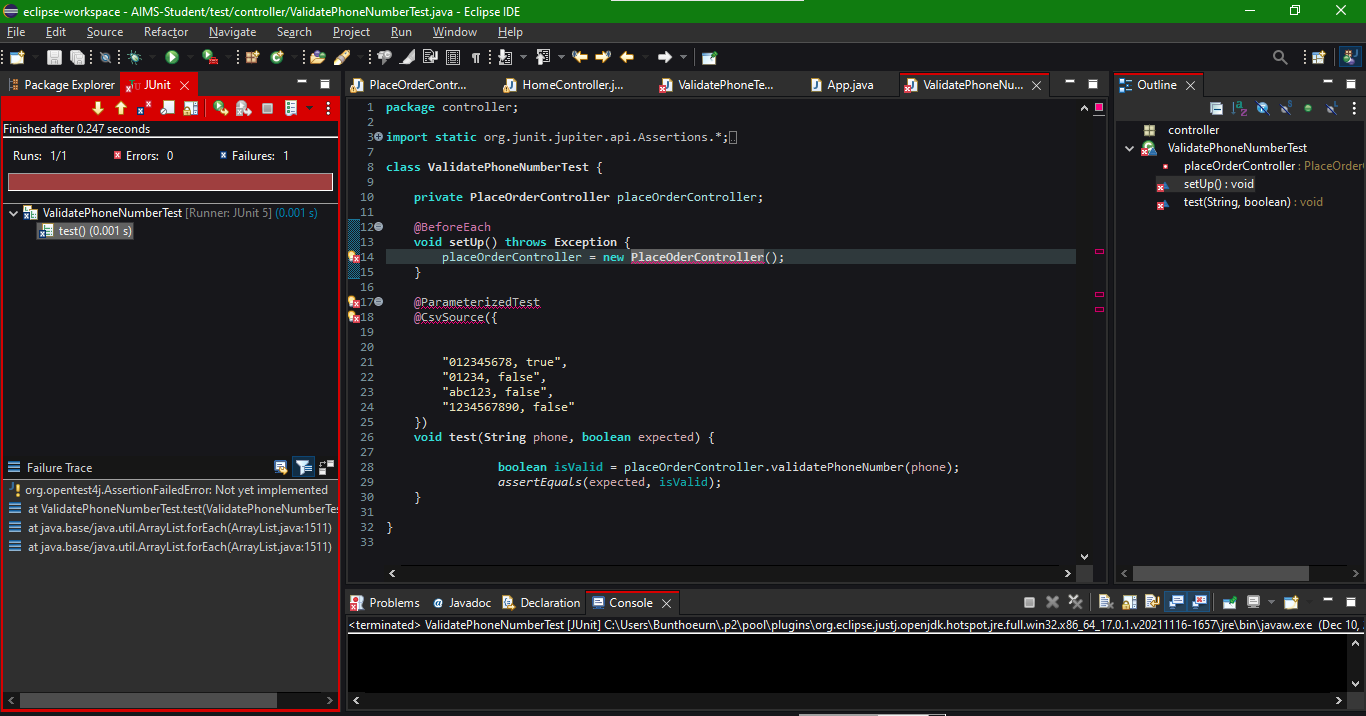 eclipse-workspace - AIMS-Student/test/controller/ValidatePhoneNumberTest.java - Eclipse IDE
File Edit Source Refactor Navigate Search Project Run Window Help
Package Explorer JUnit
Finished after 0.247 seconds
Runs: 1/1 Errors: 0 Failures: 1
ValidatePhoneNumberTest [Runner: JUnit 5] (0.001 s)
test() (0.001 s)
Failure Trace
org.opentest4j.AssertionFailedError: Not yet implemented
at ValidatePhoneNumberTest.test(ValidatePhoneNumberTes
at java.base/java.util.ArrayList.forEach(ArrayList.java:1511)
at java.base/java.util.ArrayList.forEach(ArrayList.java:1511)
PlaceOrderContr... HomeController.j... ValidatePhoneTe... App.java ValidatePhoneNu...
1 package controller;
2
3 import static org.junit.jupiter.api.Assertions.*;
7
8 class ValidatePhoneNumberTest {
9
10 private PlaceOrderController placeOrderController;
11
12 @BeforeEach
13 void setUp() throws Exception {
14 placeOrderController = new PlaceOderController();
15 }
16
17 @ParameterizedTest
18 @CsvSource({
19
20
21 "012345678, true",
22 "01234, false",
23 "abc123, false",
24 "1234567890, false"
25 })
26 void test(String phone, boolean expected) {
27
28 boolean isValid = placeOrderController.validatePhoneNumber(phone);
29 assertEquals(expected, isValid);
30 }
31
32 }
33
Outline
controller
ValidatePhoneNumberTest
placeOrderController : PlaceOrder
setUp() : void
test(String, boolean) : void
Problems Javadoc Declaration Console
<terminated> ValidatePhoneNumberTest [JUnit] C:\Users\Bunthoeurn\.p2\pool\plugins\org.eclipse.justj.openjdk.hotspot.jre.full.win32.x86_64_17.0.1.v20211116-1657\jre\bin\javaw.exe (Dec 10,